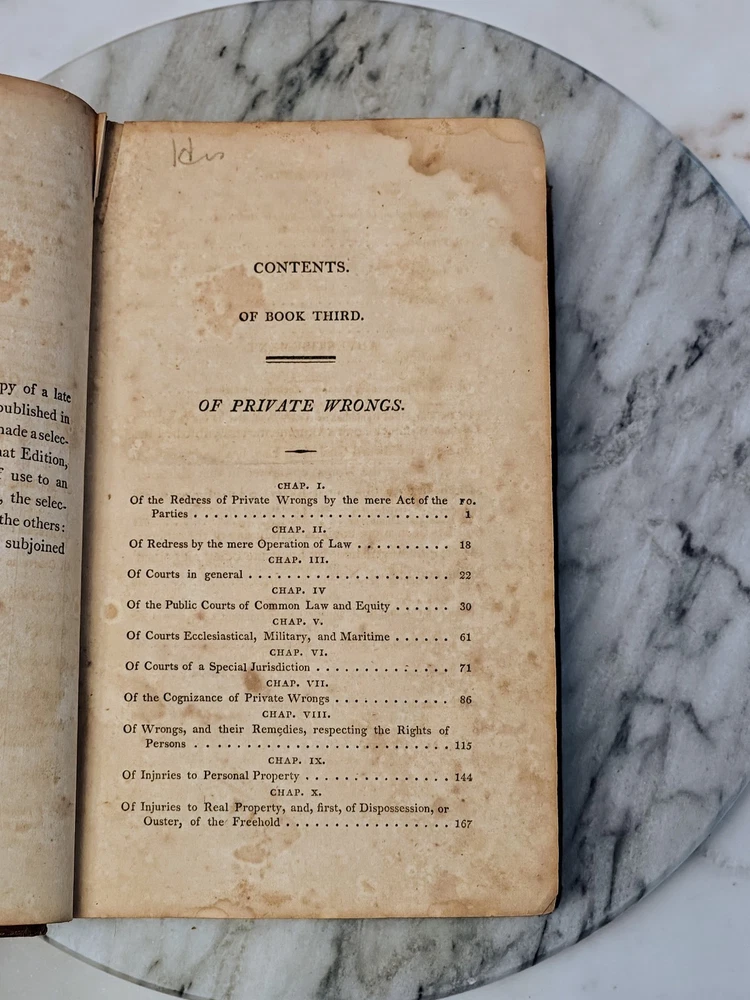 py of a late
published in
made a selec-
at Edition,
use to an
, the selec-
the others:
subjoined
CONTENTS.
OF BOOK THIRD.
OF PRIVATE WRONGS.
CHAP. I.
Of the Redress of Private Wrongs by the mere Act of the FO.
Parties . . . . . . . . . . . . . . . . . . . . . . . . . . . 1
CHAP. II.
Of Redress by the mere Operation of Law . . . . . . . . . . 18
CHAP. III.
Of Courts in general . . . . . . . . . . . . . . . . . . . . . 22
CHAP. IV
Of the Public Courts of Common Law and Equity . . . . . . 30
CHAP. V.
Of Courts Ecclesiastical, Military, and Maritime . . . . . . 61
CHAP. VI.
Of Courts of a Special Jurisdiction . . . . . . . . . . . . . . 71
CHAP. VII.
Of the Cognizance of Private Wrongs . . . . . . . . . . . . 86
CHAP. VIII.
Of Wrongs, and their Remedies, respecting the Rights of
Persons . . . . . . . . . . . . . . . . . . . . . . . . . . 115
CHAP. IX.
Of Injnries to Personal Property . . . . . . . . . . . . . . . 144
CHAP. X.
Of Injuries to Real Property, and, first, of Dispossession, or
Ouster, of the Freehold . . . . . . . . . . . . . . . . . 167